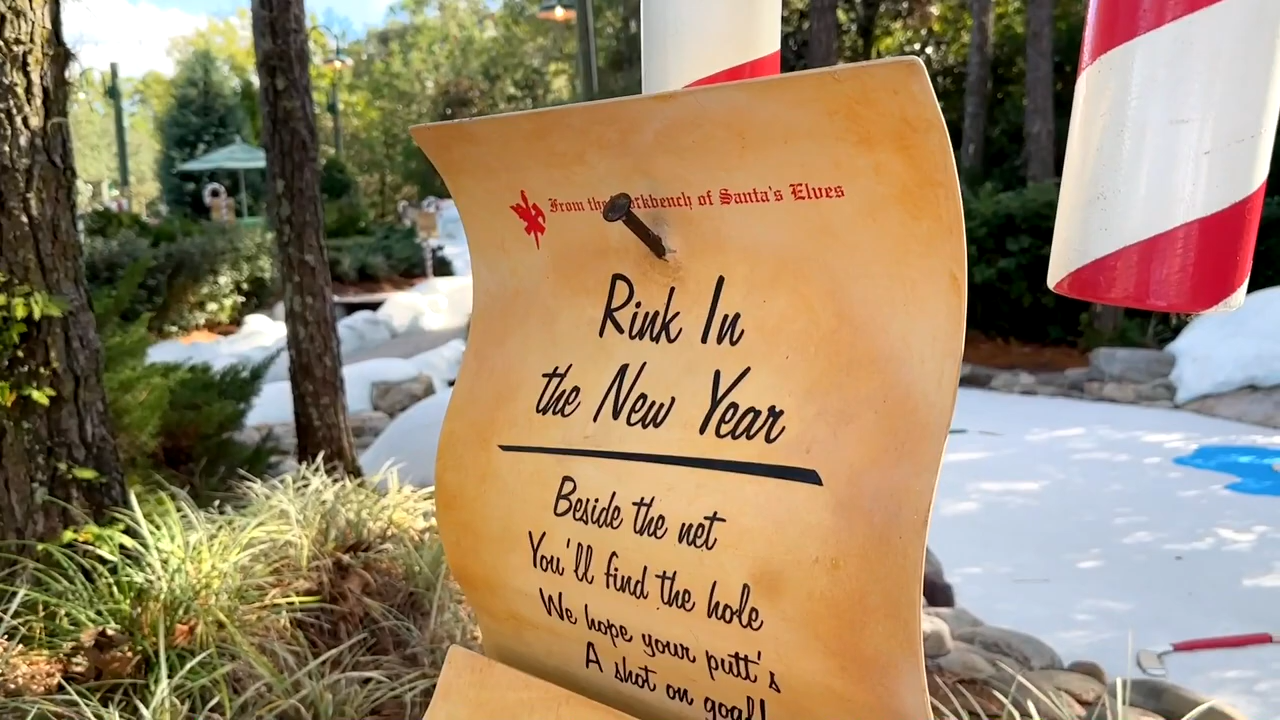 From the Workbench of Santa's Elves
Rink In
the New Year
Beside the net
You'll find the hole
We hope your putt's
A shot on goal!